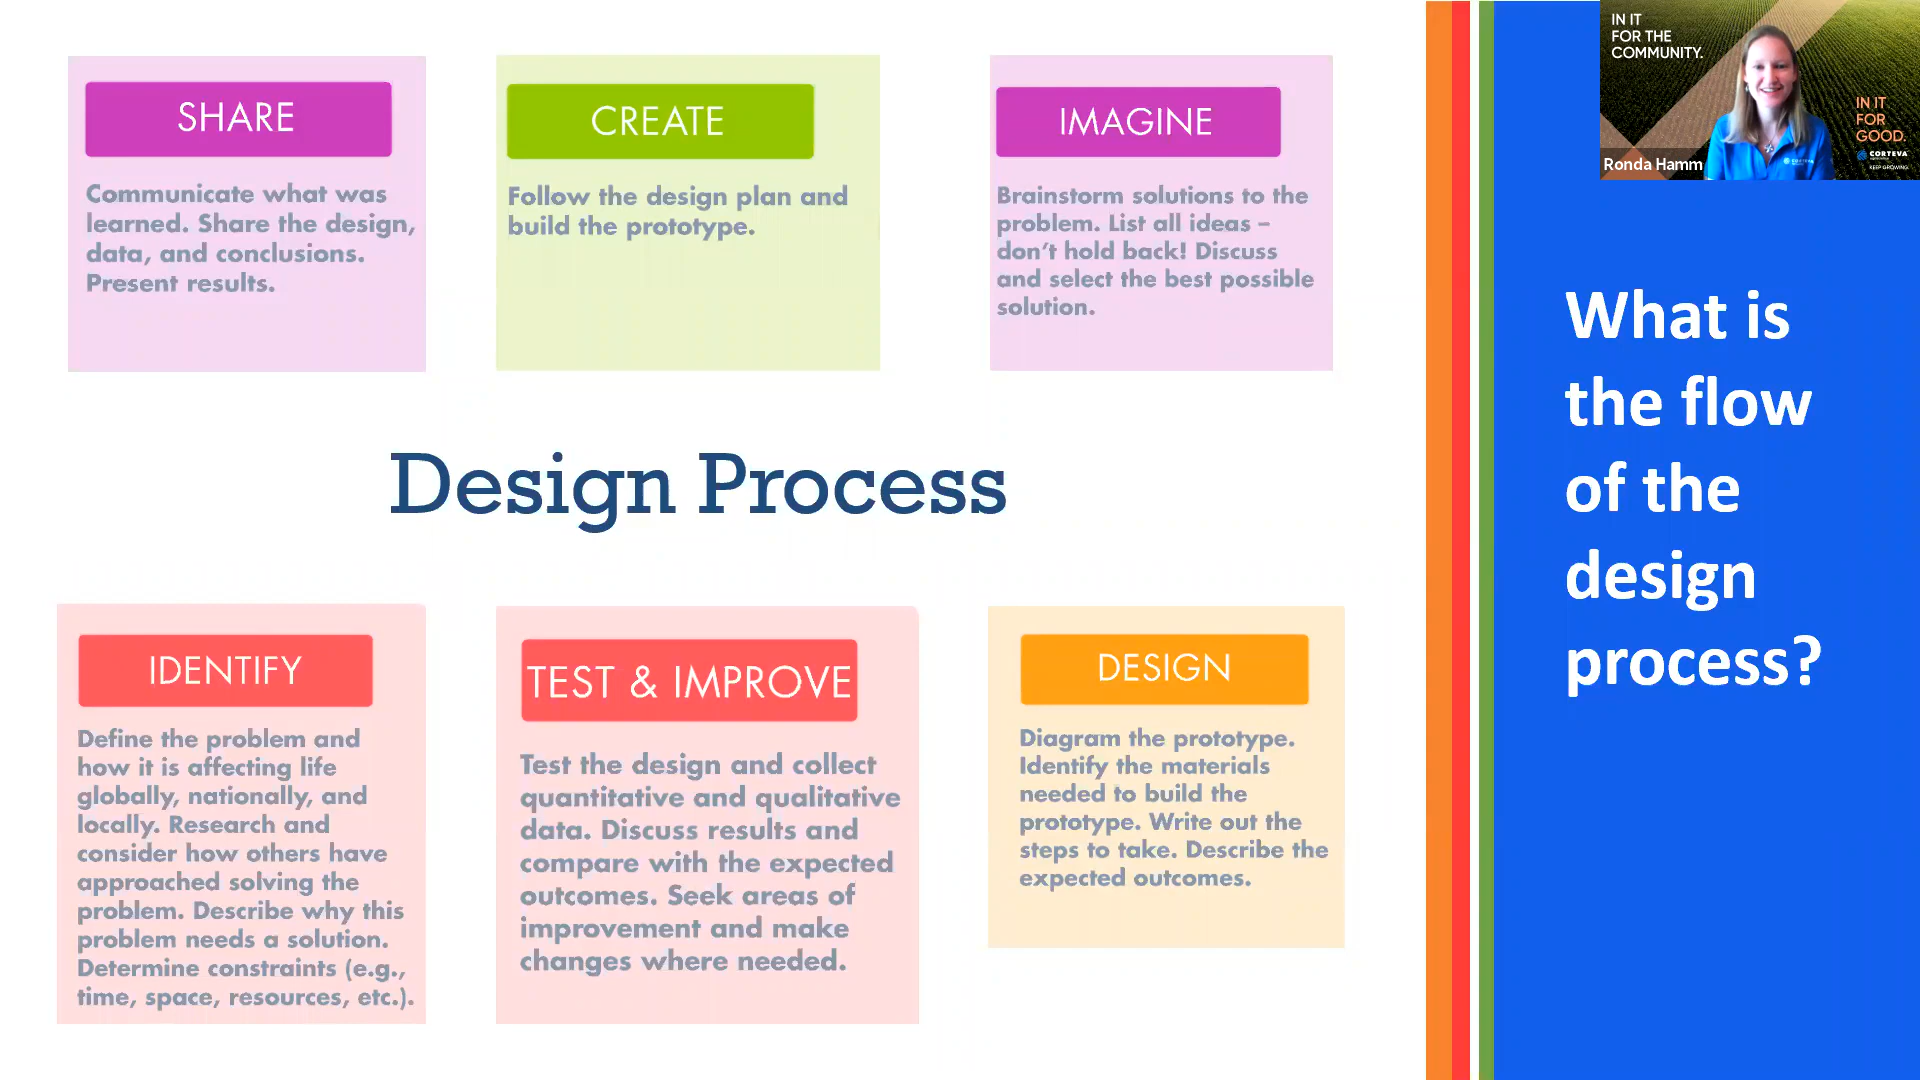 SHARE
Communicate what was
learned. Share the design,
data, and conclusions.
Present results.
CREATE
Follow the design plan and
build the prototype.
IMAGINE
Brainstorm solutions to the
problem. List all ideas –
don’t hold back! Discuss
and select the best possible
solution.
Design Process
IDENTIFY
Define the problem and
how it is affecting life
globally, nationally, and
locally. Research and
consider how others have
approached solving the
problem. Describe why this
problem needs a solution.
Determine constraints (e.g.,
time, space, resources, etc.).
TEST & IMPROVE
Test the design and collect
quantitative and qualitative
data. Discuss results and
compare with the expected
outcomes. Seek areas of
improvement and make
changes where needed.
DESIGN
Diagram the prototype.
Identify the materials
needed to build the
prototype. Write out the
steps to take. Describe the
expected outcomes.
IN IT
FOR THE
COMMUNITY.
IN IT
FOR
GOOD.
CORTEVA
KEEP GROWING
Ronda Hamm
What is
the flow
of the
design
process?